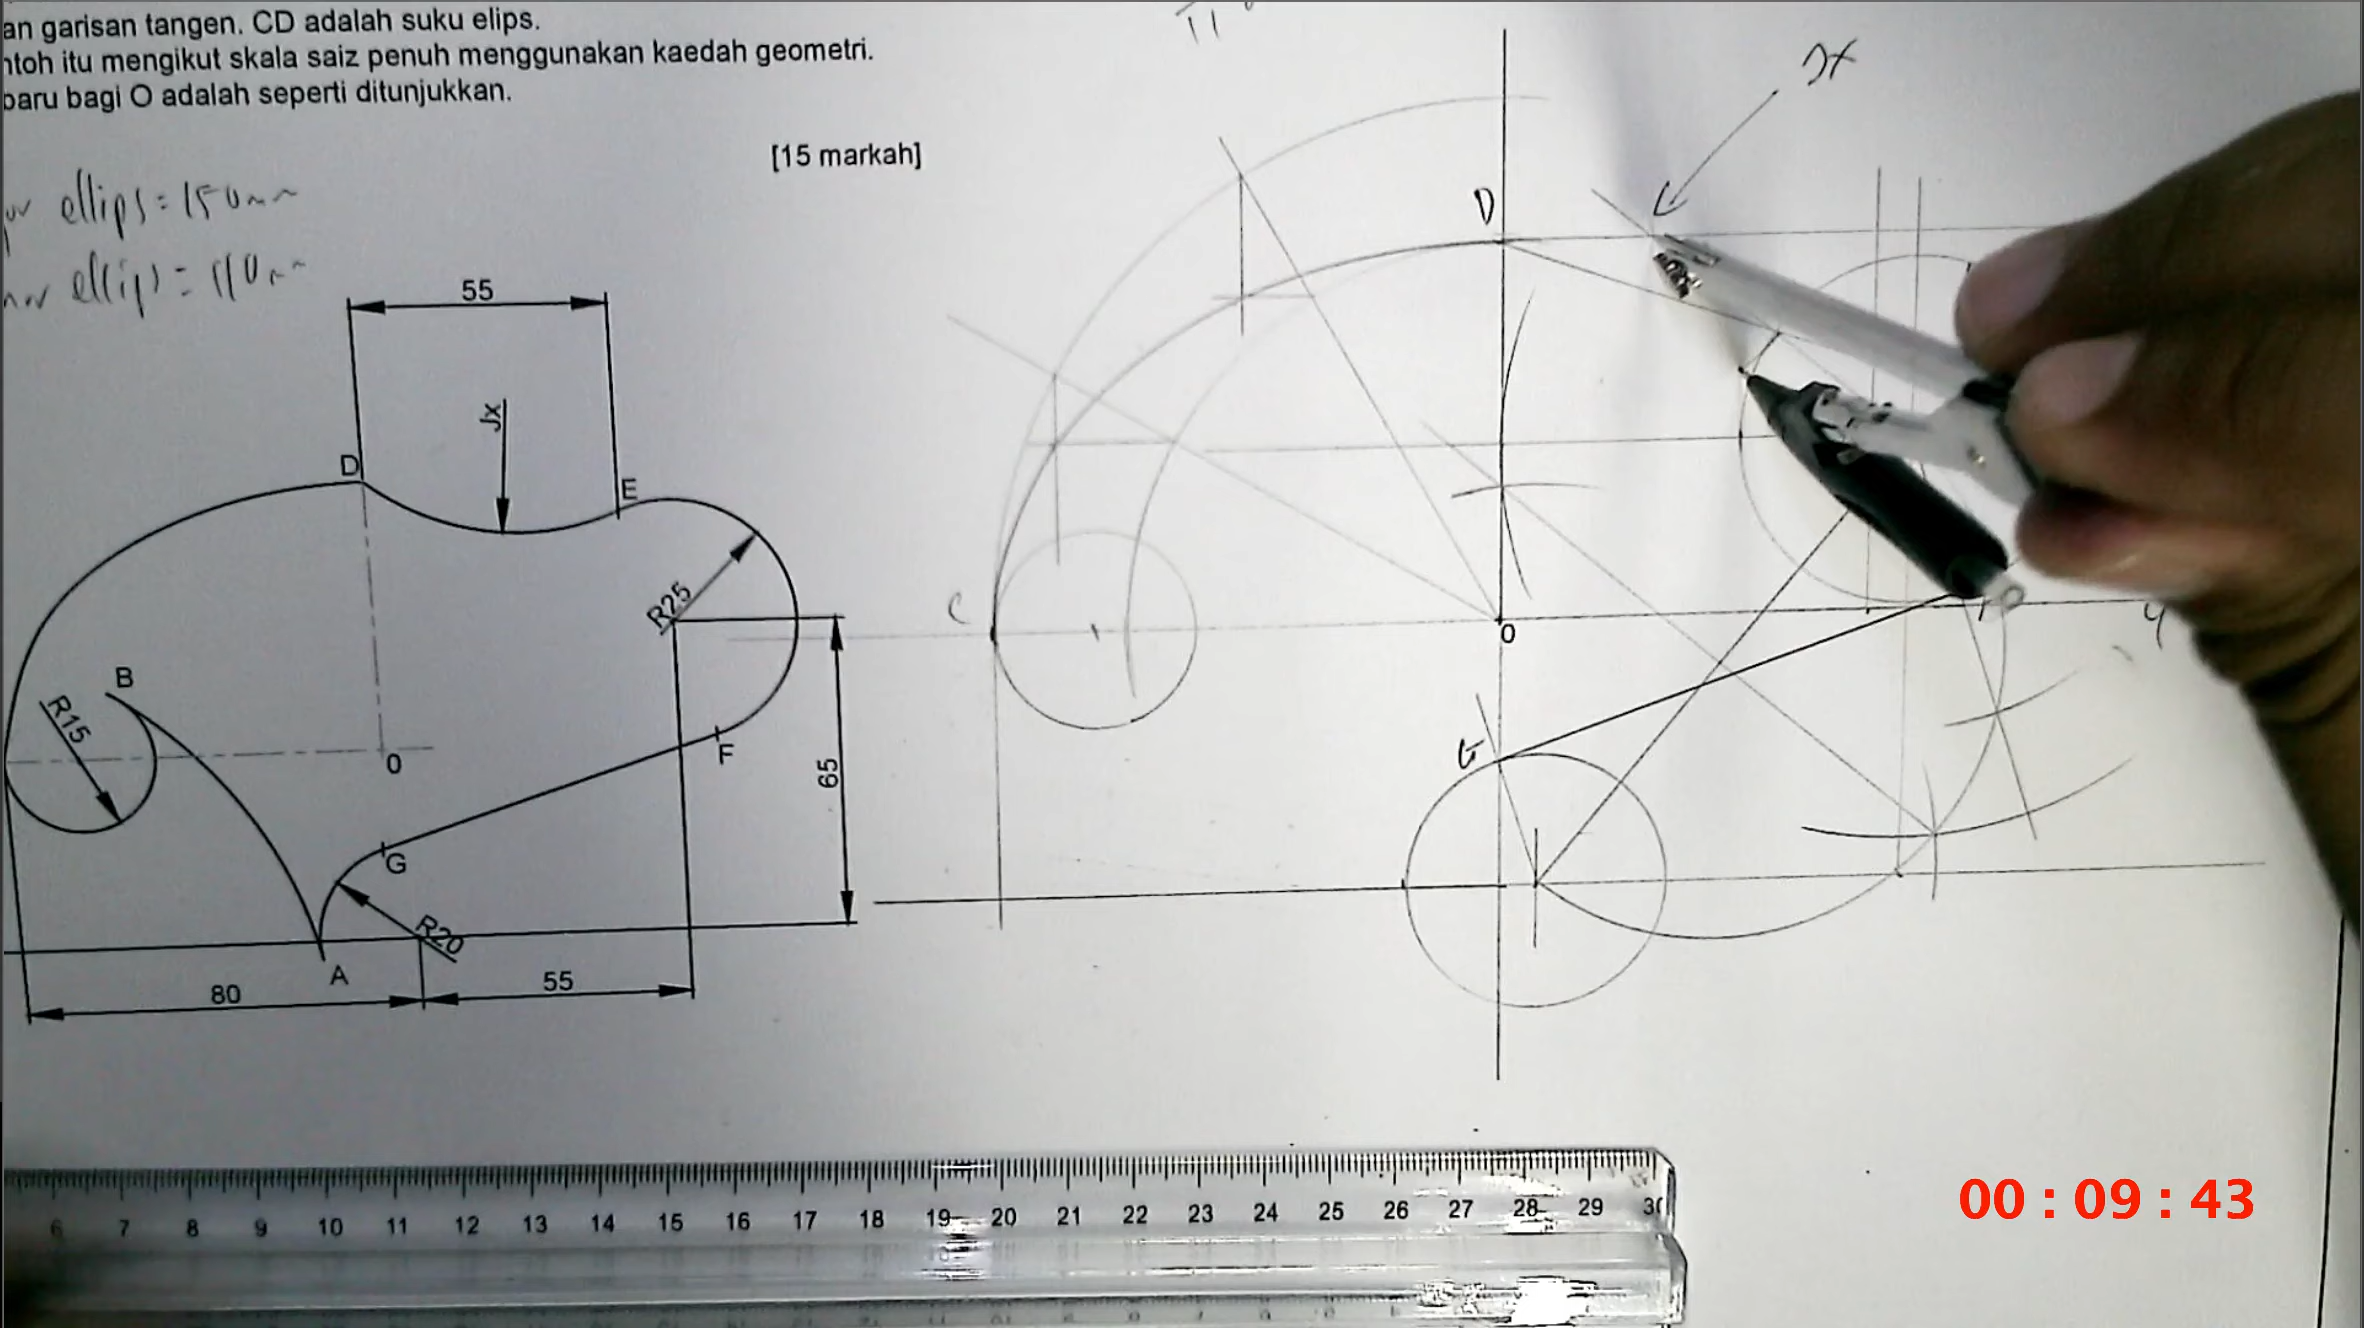 an garisan tangen. CD adalah suku elips.
ntoh itu mengikut skala saiz penuh menggunakan kaedah geometri.
baru bagi O adalah seperti ditunjukkan.
[15 markah]
ellips = 150mm
ellip = 110mm
55
Jx
D
E
R25
B
R15
O
F
65
G
R20
A
80
55
Jx
D
C
O
G
6 7 8 9 10 11 12 13 14 15 16 17 18 19 20 21 22 23 24 25 26 27 28 29 30
00 : 09 : 43